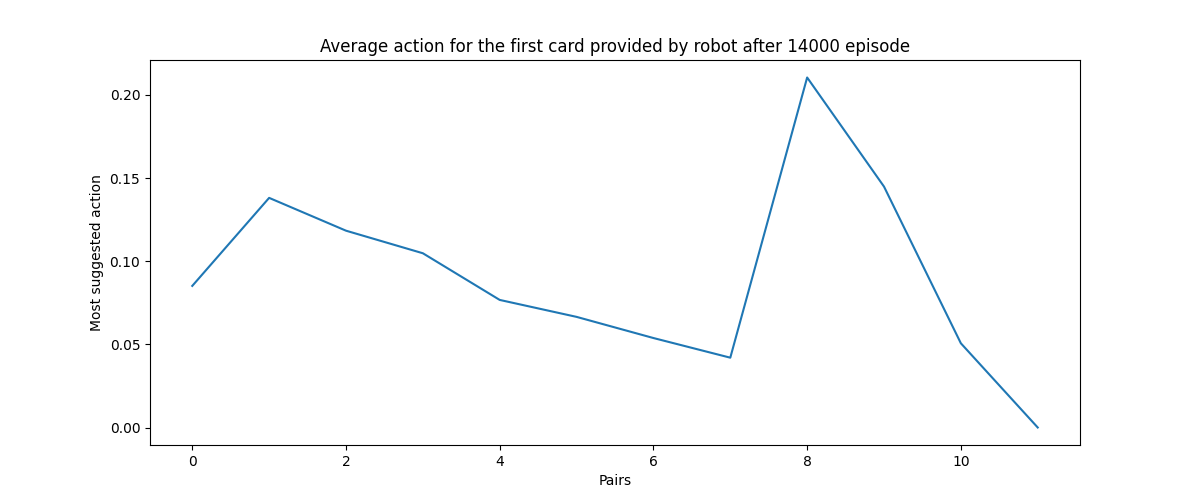 Average action for the first card provided by robot after 14000 episode
Most suggested action
0.20
0.15
0.10
0.05
0.00
0 2 4 6 8 10
Pairs